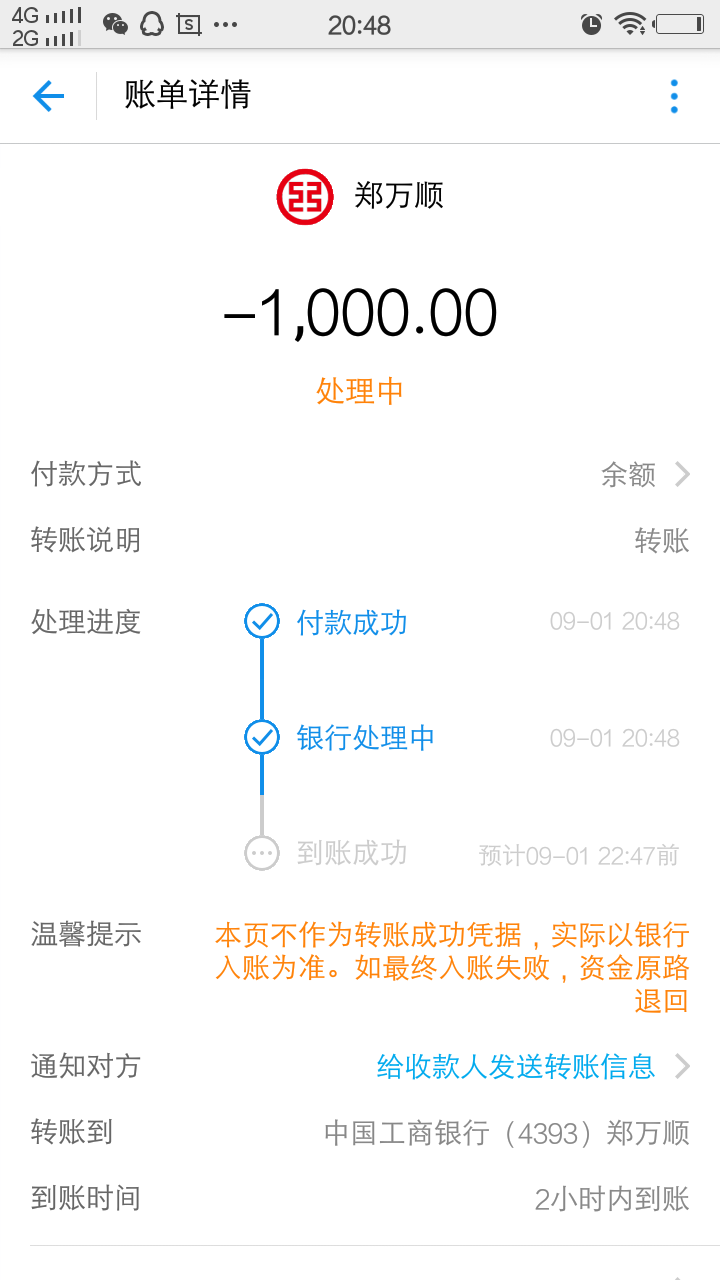 4G
2G
20:48
账单详情
郑万顺
-1,000.00
处理中
付款方式 余额
转账说明 转账
处理进度 付款成功 09-01 20:48
银行处理中 09-01 20:48
到账成功 预计09-01 22:47前
温馨提示 本页不作为转账成功凭据，实际以银行
入账为准。如最终入账失败，资金原路
退回
通知对方 给收款人发送转账信息
转账到 中国工商银行（4393）郑万顺
到账时间 2小时内到账